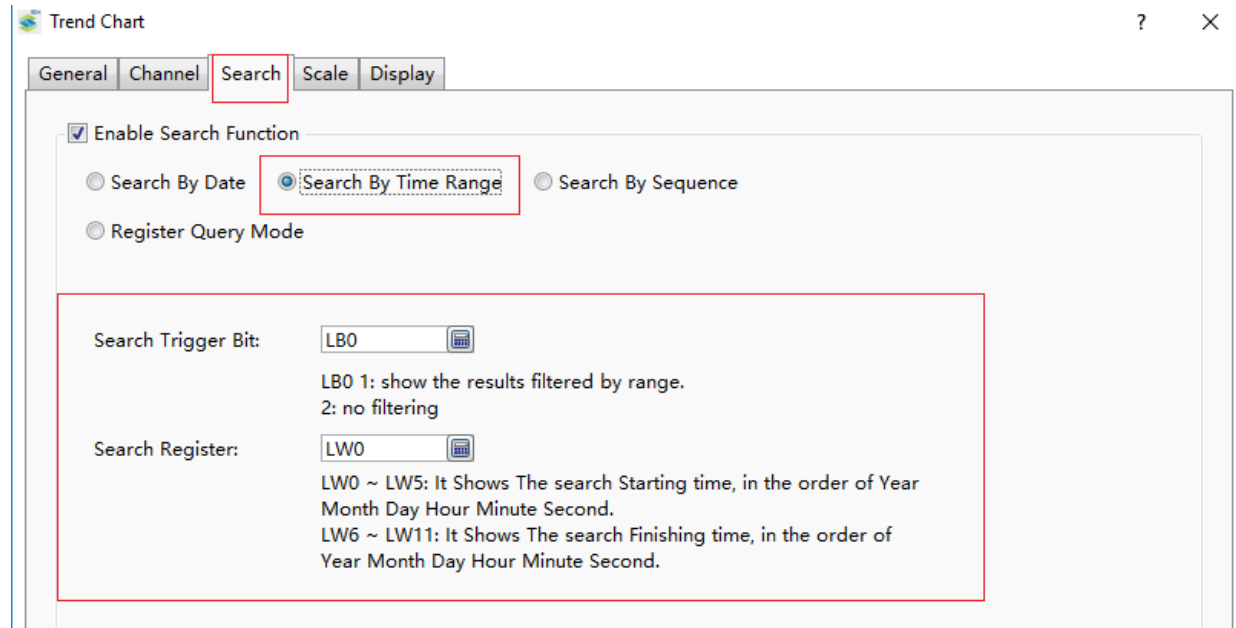 Trend Chart ?
General Channel Search Scale Display
Enable Search Function
Search By Date Search By Time Range Search By Sequence
Register Query Mode
Search Trigger Bit: LB0
LB0 1: show the results filtered by range.
2: no filtering
Search Register: LW0
LW0 ~ LW5: It Shows The search Starting time, in the order of Year
Month Day Hour Minute Second.
LW6 ~ LW11: It Shows The search Finishing time, in the order of
Year Month Day Hour Minute Second.